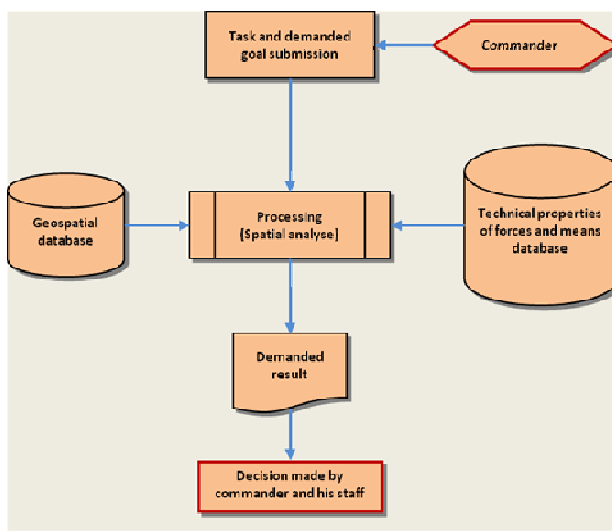 Task and demanded
goal submission
Commander
Geospatial
database
Processing
(Spatial analyse)
Technical properties
of forces and means
database
Demanded
result
Decision made by
commander and his staff